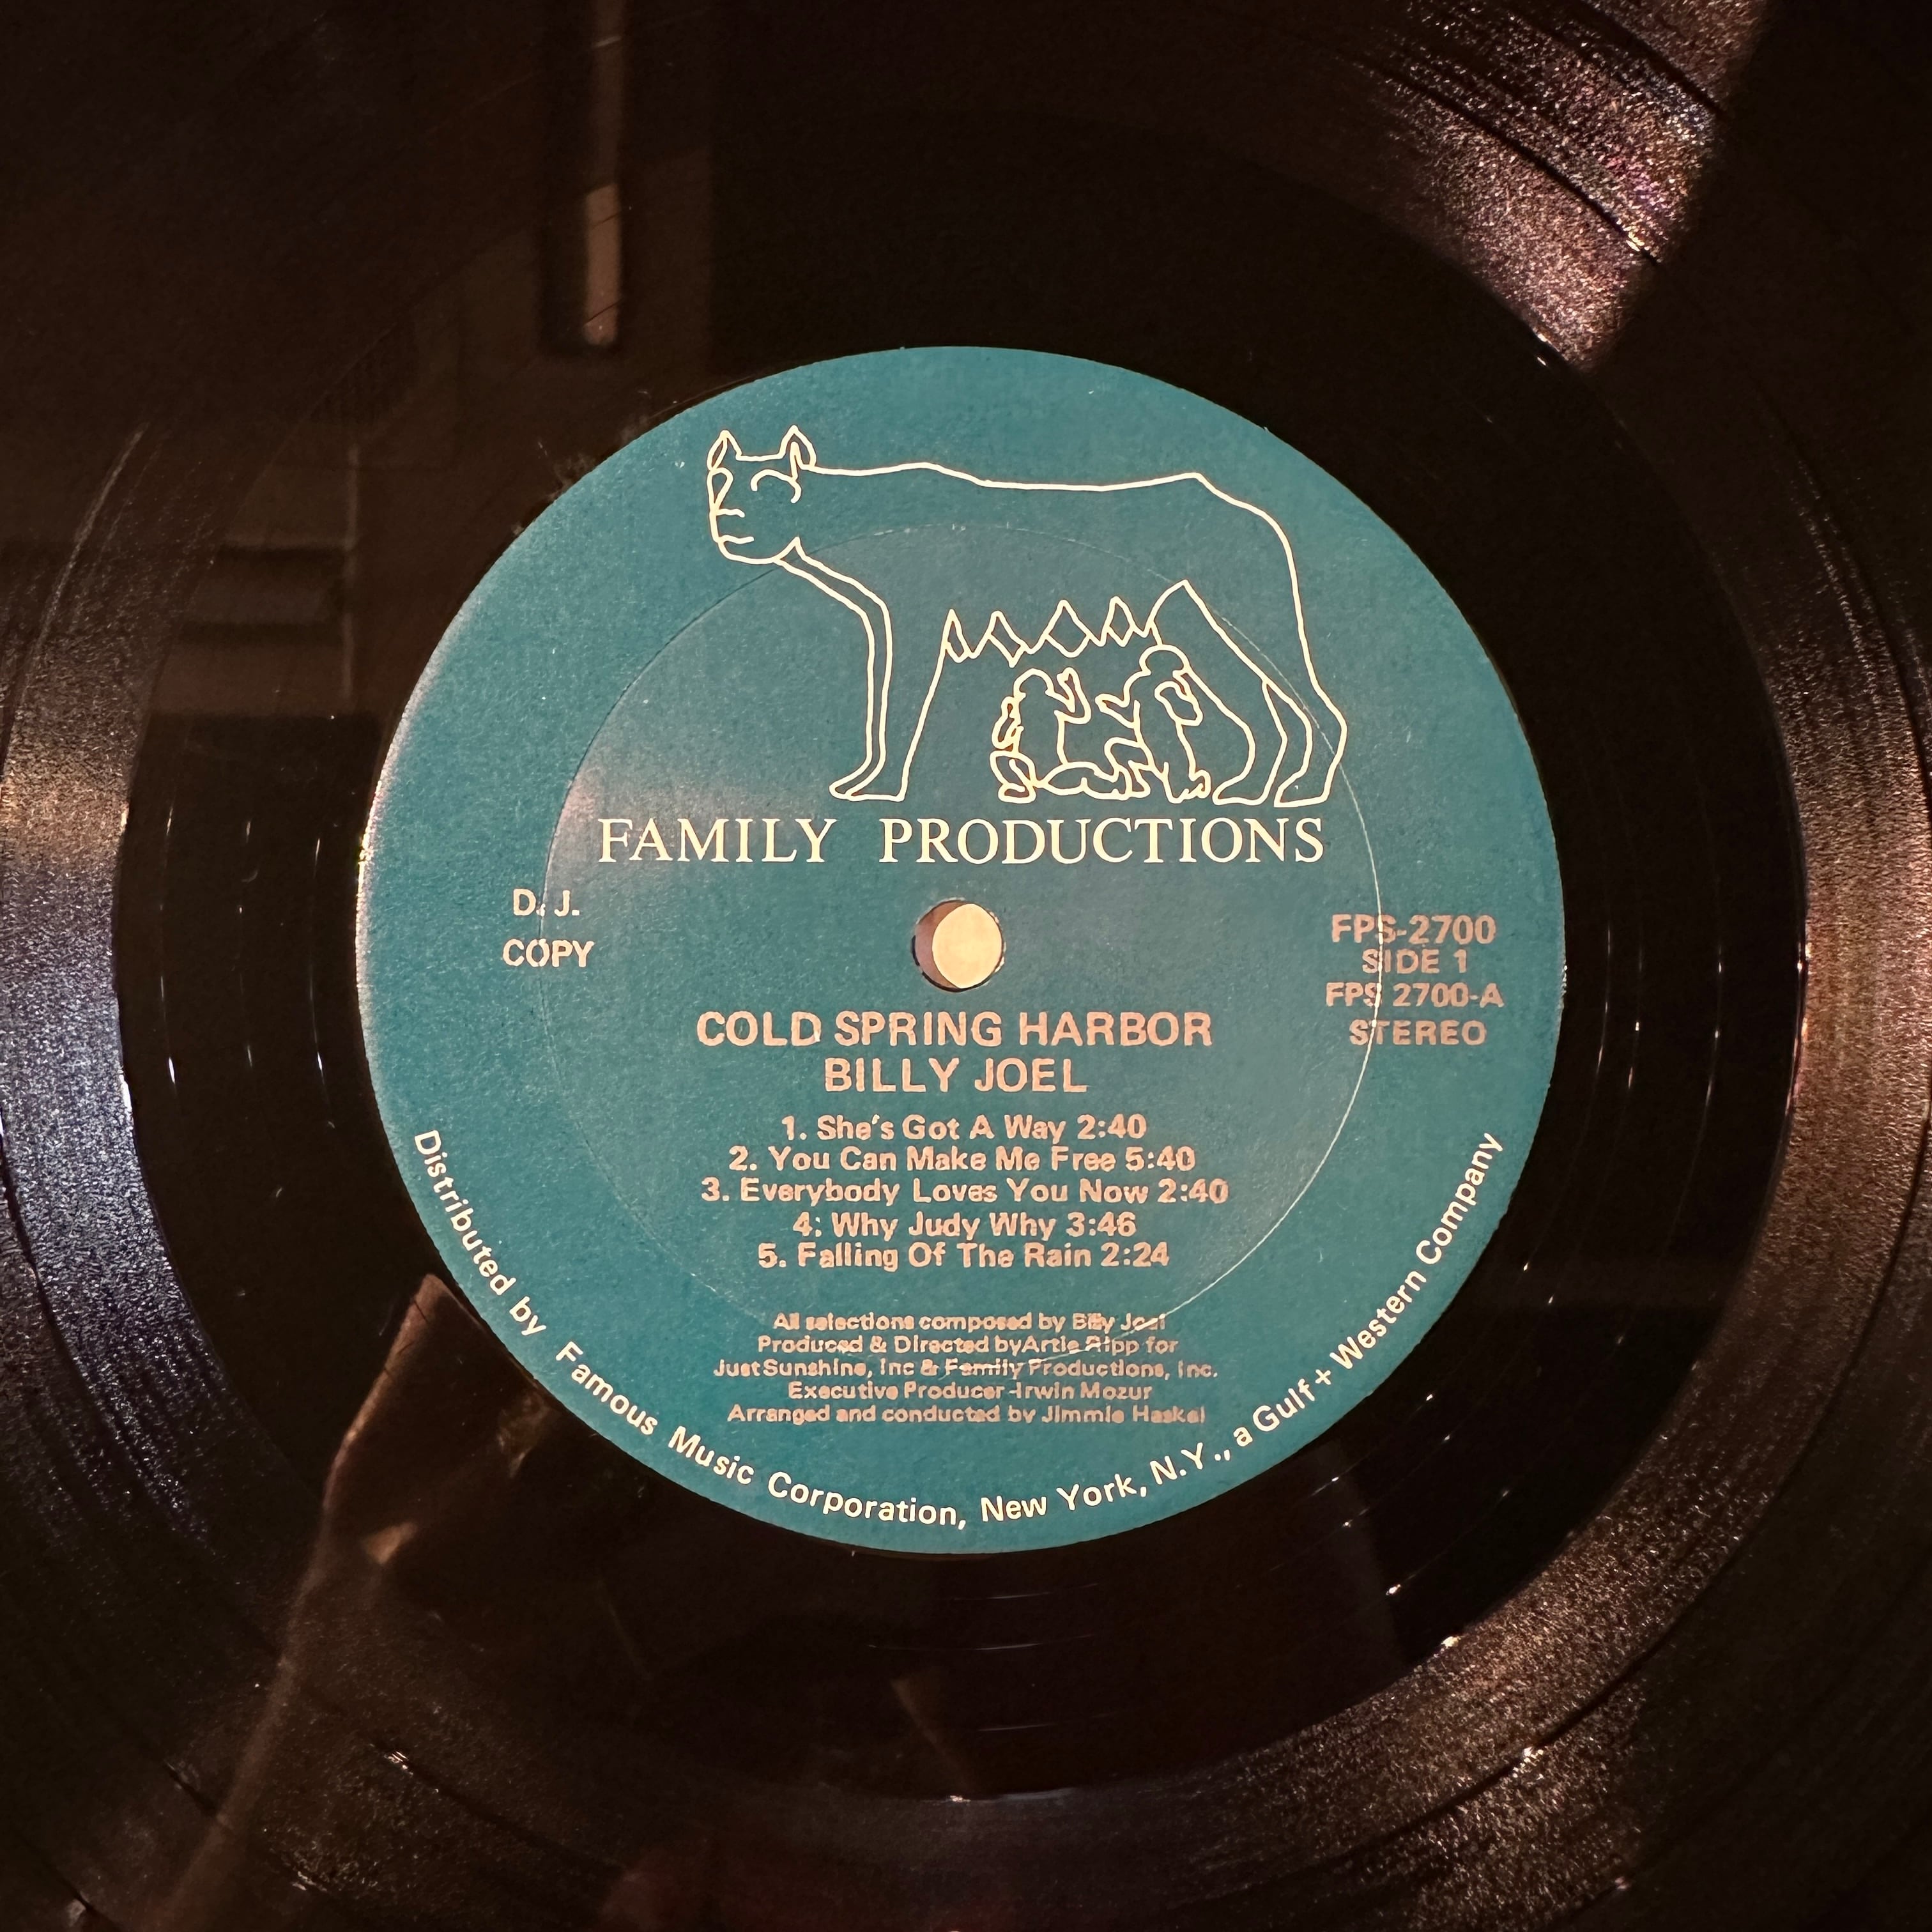 FAMILY PRODUCTIONS
D. J.
COPY
FPS-2700
SIDE 1
FPS 2700-A
STEREO
COLD SPRING HARBOR
BILLY JOEL
1. She's Got A Way 2:40
2. You Can Make Me Free 5:40
3. Everybody Loves You Now 2:40
4: Why Judy Why 3:46
5. Falling Of The Rain 2:24
All selections composed by Billy Joel
Produced & Directed byArtie Ripp for
Just Sunshine, Inc & Family Productions, Inc.
Executive Producer -Irwin Mozur
Arranged and conducted by Jimmie Haskel
Distributed by Famous Music Corporation, New York, N.Y., a Gulf + Western Company